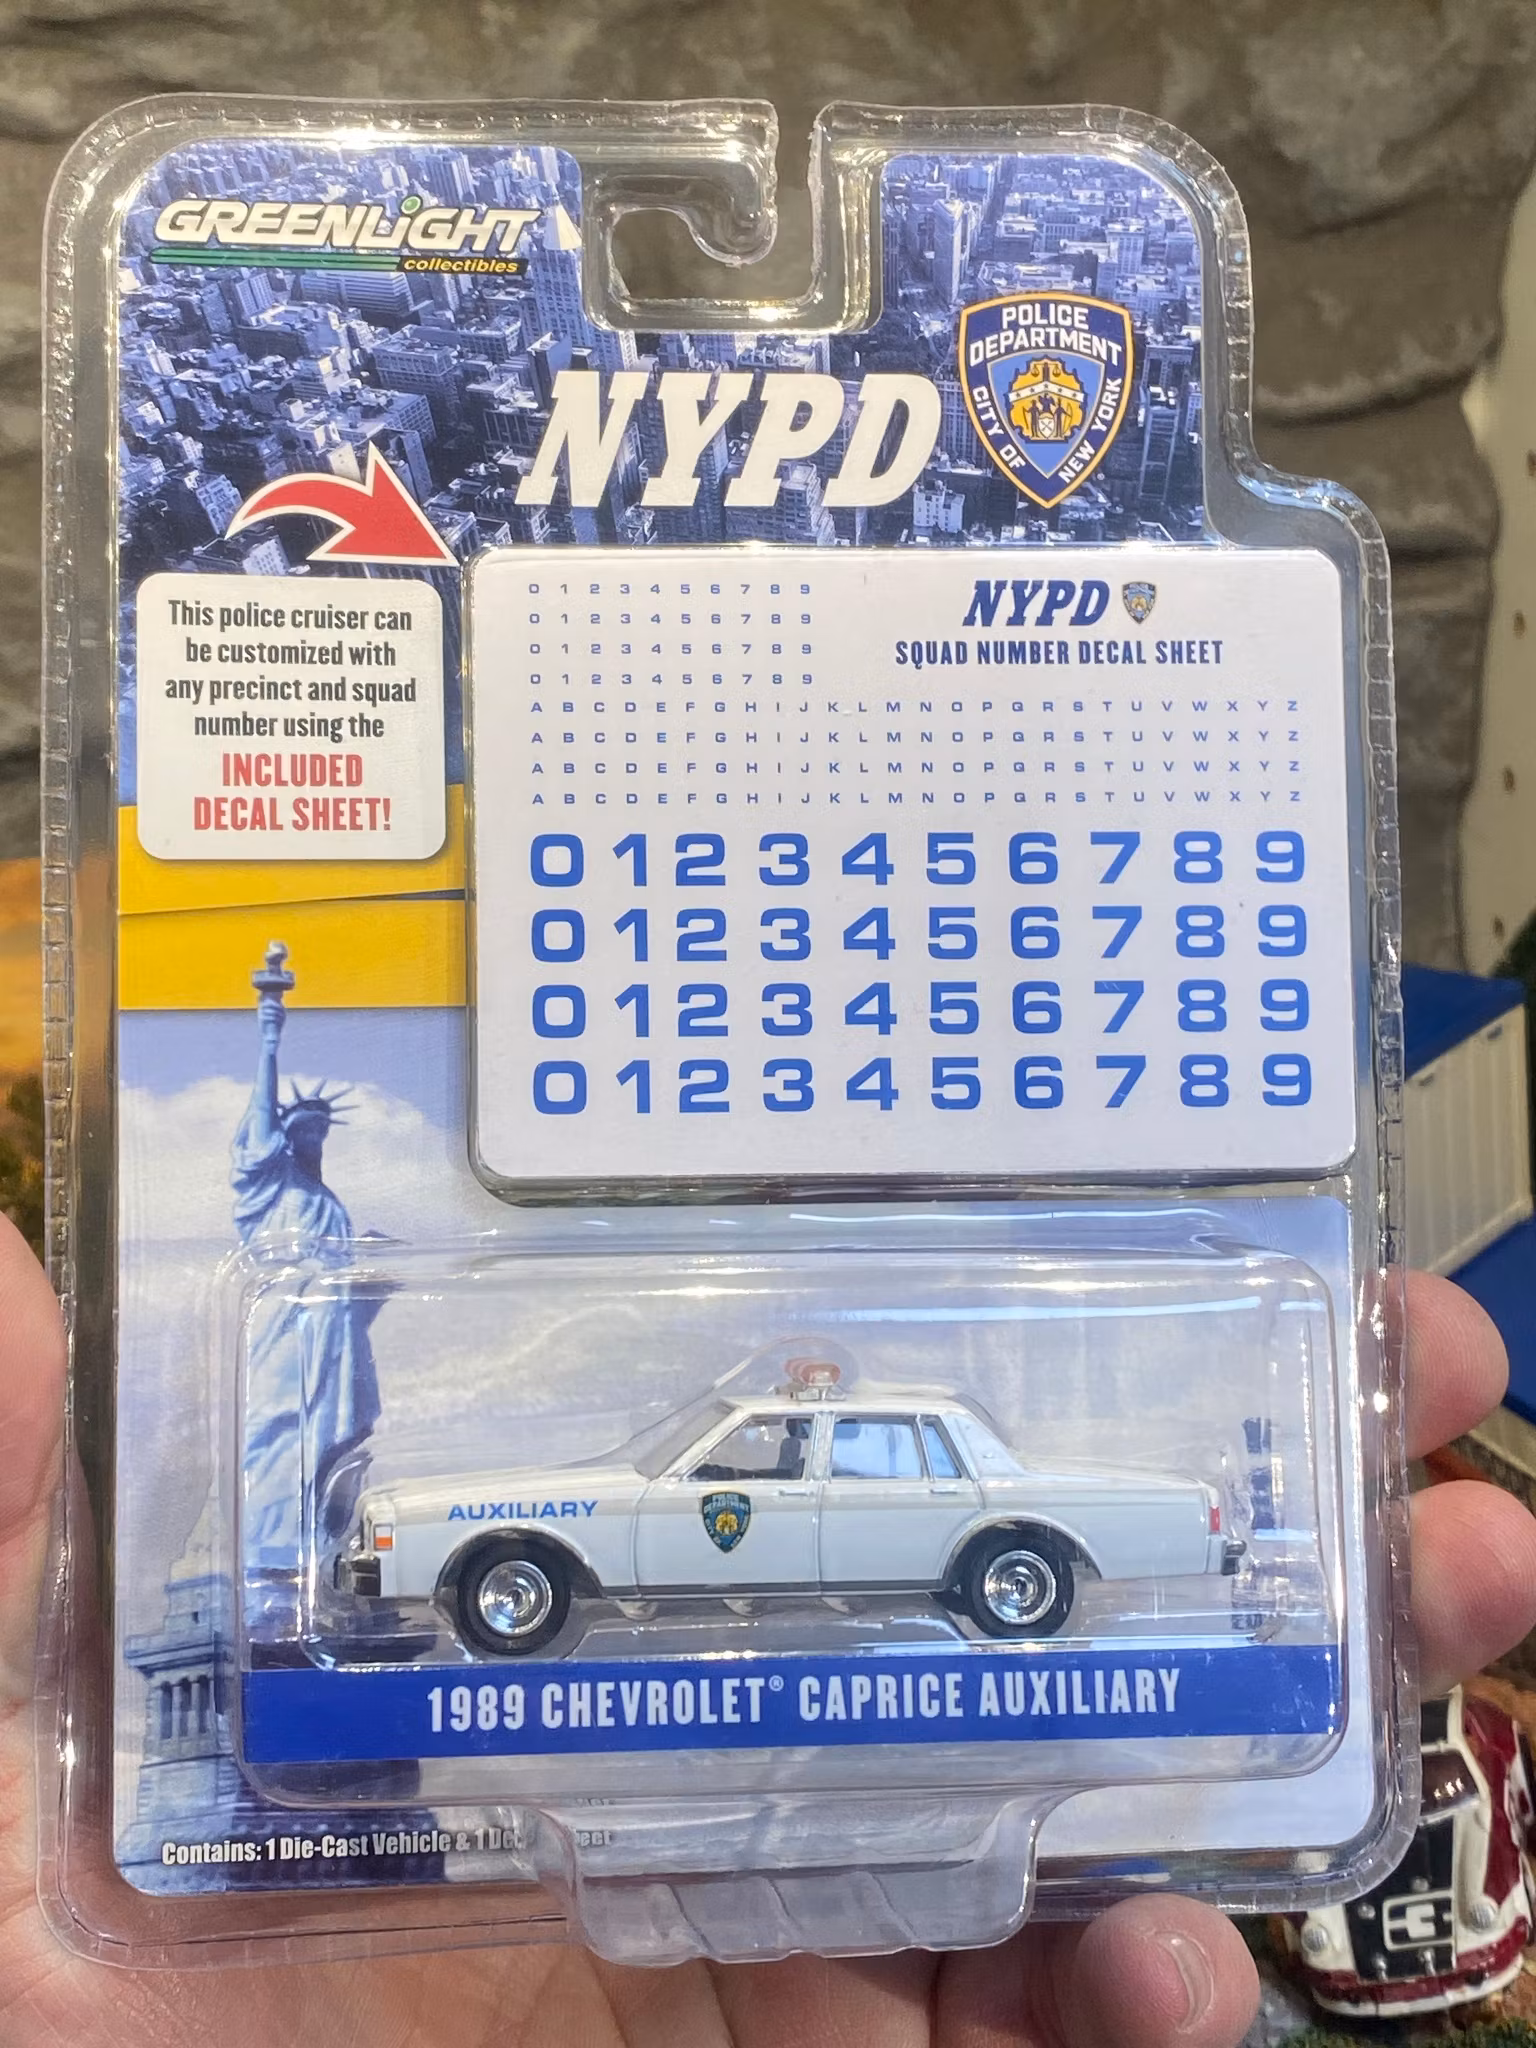 GREENLiGHT
collectibles
POLICE
DEPARTMENT
CITY OF
NEW YORK
NYPD
This police cruiser can
be customized with
any precinct and squad
number using the
INCLUDED
DECAL SHEET!
NYPD
SQUAD NUMBER DECAL SHEET
0 1 2 3 4 5 6 7 8 9
0 1 2 3 4 5 6 7 8 9
0 1 2 3 4 5 6 7 8 9
0 1 2 3 4 5 6 7 8 9
A B C D E F G H I J K L M N O P Q R S T U V W X Y Z
A B C D E F G H I J K L M N O P Q R S T U V W X Y Z
A B C D E F G H I J K L M N O P Q R S T U V W X Y Z
A B C D E F G H I J K L M N O P Q R S T U V W X Y Z
0 1 2 3 4 5 6 7 8 9
0 1 2 3 4 5 6 7 8 9
0 1 2 3 4 5 6 7 8 9
0 1 2 3 4 5 6 7 8 9
AUXILIARY
POLICE
DEPARTMENT
1989 CHEVROLET® CAPRICE AUXILIARY
Contains: 1 Die-Cast Vehicle & 1
3